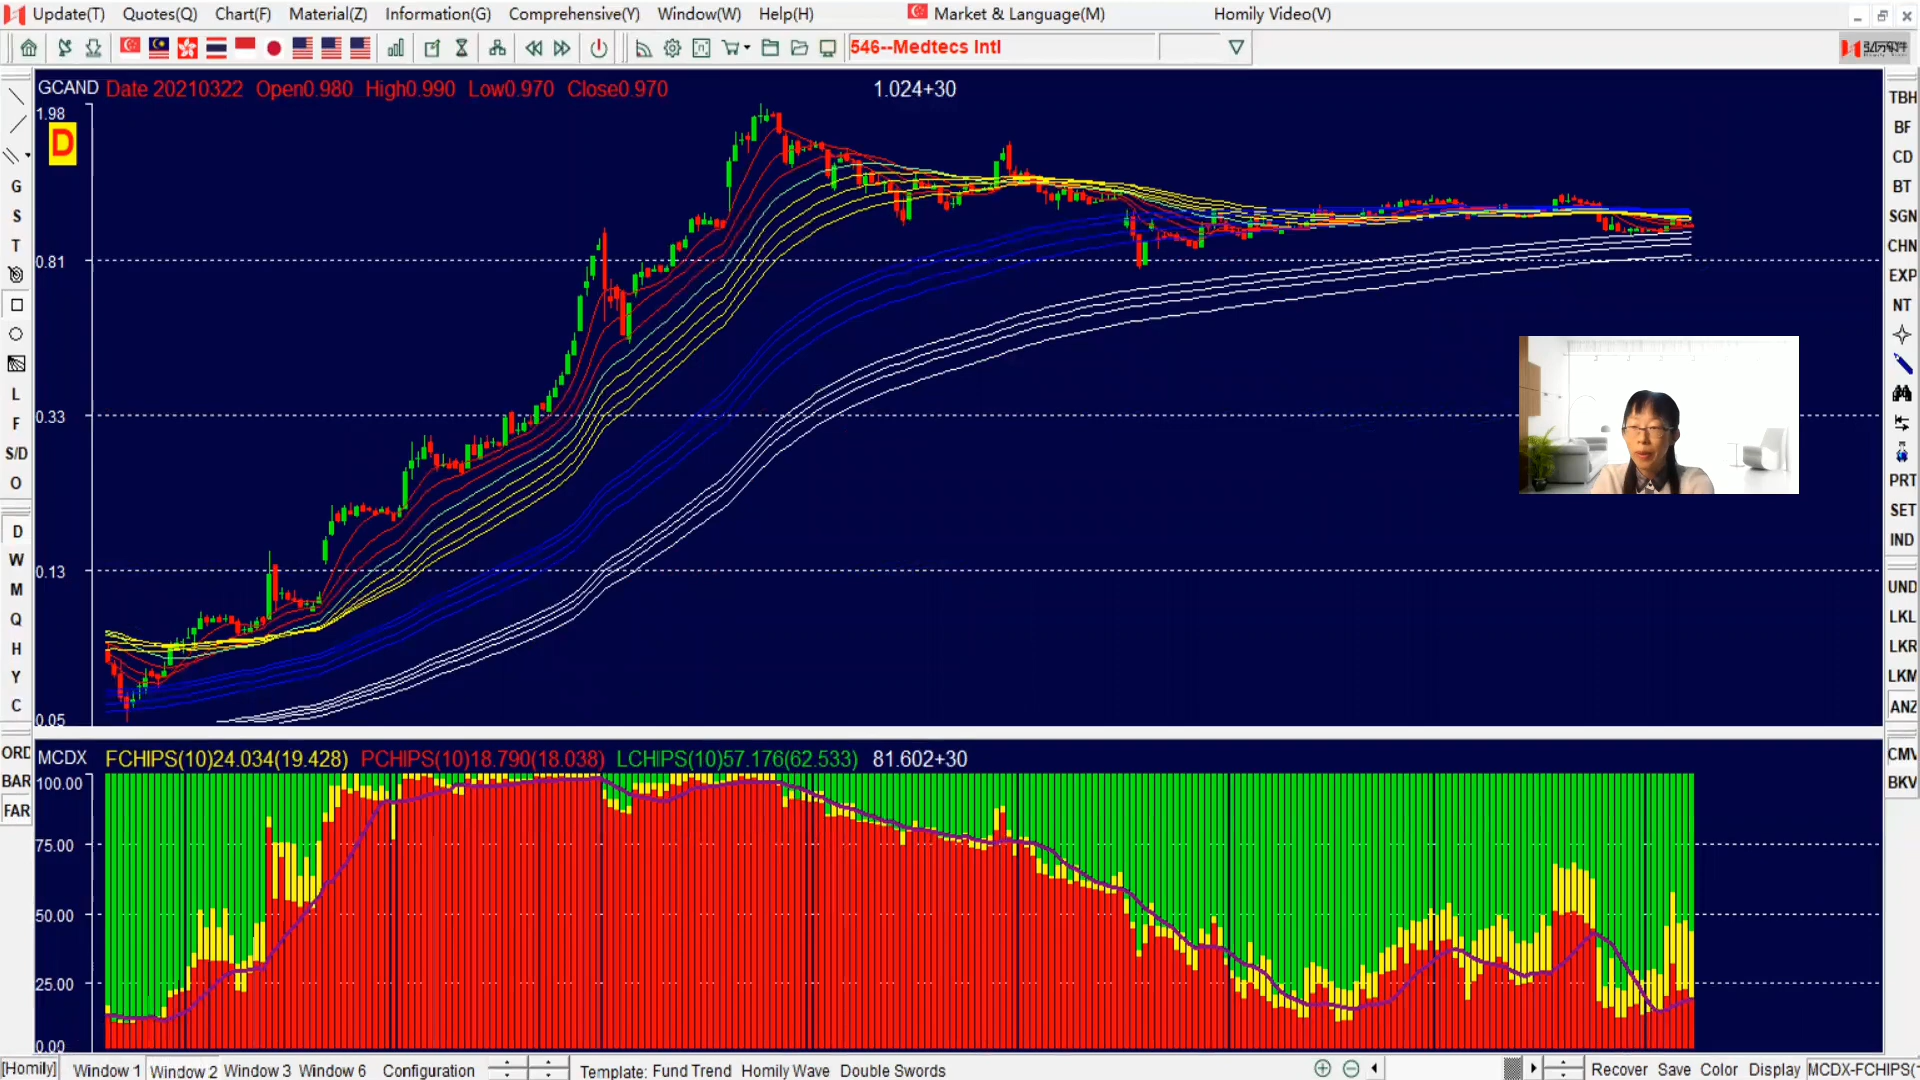 Update(T) Quotes(Q) Chart(F) Material(Z) Information(G) Comprehensive(Y) Window(W) Help(H) Market & Language(M) Homily Video(V)
546--Medtecs Intl
GCAND Date 20210322 Open0.980 High0.990 Low0.970 Close0.970 1.024+30
1.98
D
0.81
0.33
0.13
0.05
MCDX FCHIPS(10)24.034(19.428) PCHIPS(10)18.790(18.038) LCHIPS(10)57.176(62.533) 81.602+30
100.00
75.00
50.00
25.00
0.00
G
S
T
L
F
S/D
O
D
W
M
Q
H
Y
C
ORD
BAR
FAR
TBH
BF
CD
BT
SGN
CHN
EXP
NT
PRT
SET
IND
UND
LKL
LKR
LKM
ANZ
CMV
BKV
[Homily] Window 1 Window 2 Window 3 Window 6 Configuration Template: Fund Trend Homily Wave Double Swords Recover Save Color Display MCDX-FCHIPS(